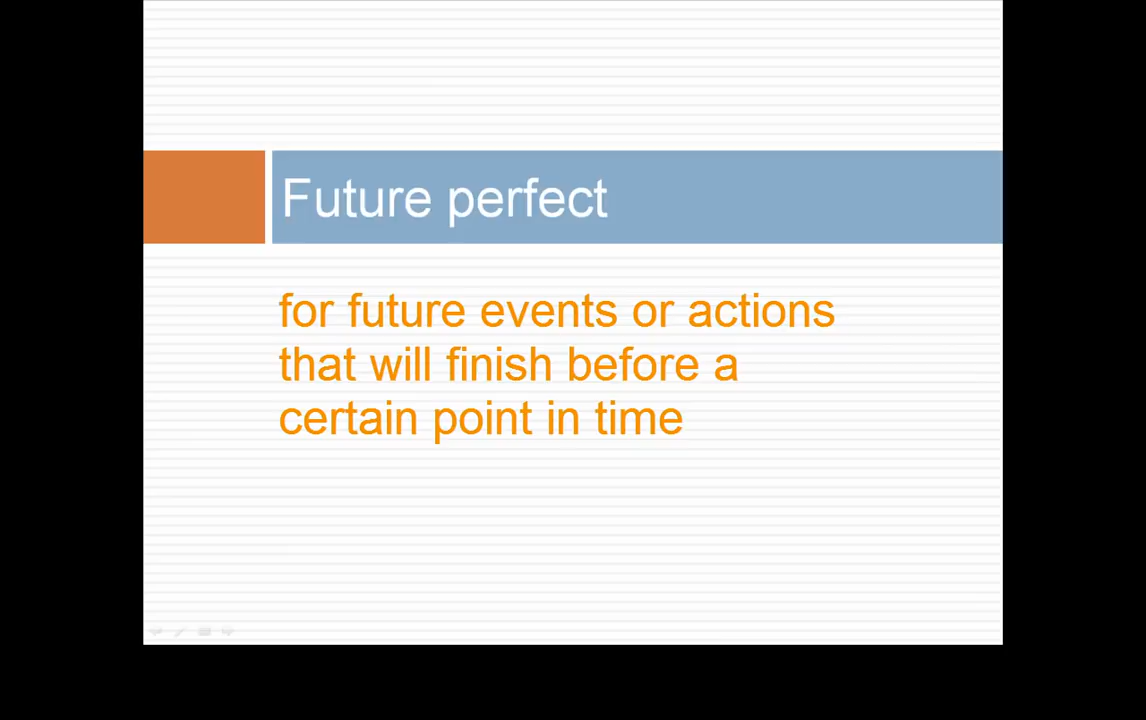 Future perfect
for future events or actions
that will finish before a
certain point in time